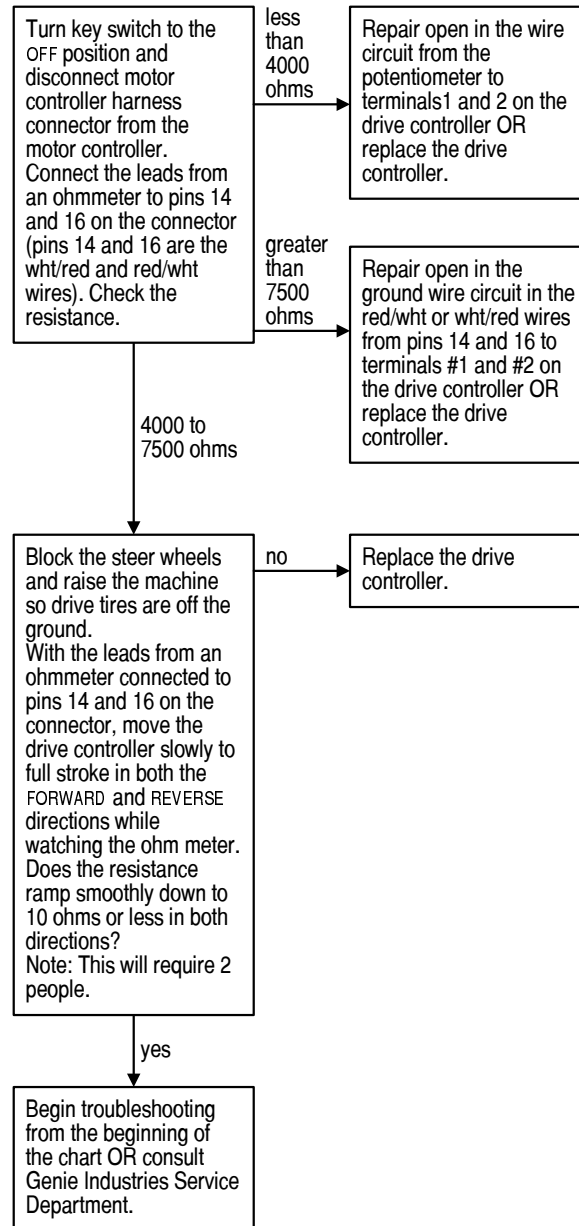 Turn key switch to the
OFF position and
disconnect motor
controller harness
connector from the
motor controller.
Connect the leads from
an ohmmeter to pins 14
and 16 on the connector
(pins 14 and 16 are the
wht/red and red/wht
wires). Check the
resistance.
less
than
4000
ohms
Repair open in the wire
circuit from the
potentiometer to
terminals1 and 2 on the
drive controller OR
replace the drive
controller.
greater
than
7500
ohms
Repair open in the
ground wire circuit in the
red/wht or wht/red wires
from pins 14 and 16 to
terminals #1 and #2 on
the drive controller OR
replace the drive
controller.
4000 to
7500 ohms
Block the steer wheels
and raise the machine
so drive tires are off the
ground.
With the leads from an
ohmmeter connected to
pins 14 and 16 on the
connector, move the
drive controller slowly to
full stroke in both the
FORWARD and REVERSE
directions while
watching the ohm meter.
Does the resistance
ramp smoothly down to
10 ohms or less in both
directions?
Note: This will require 2
people.
no
Replace the drive
controller.
yes
Begin troubleshooting
from the beginning of
the chart OR consult
Genie Industries Service
Department.